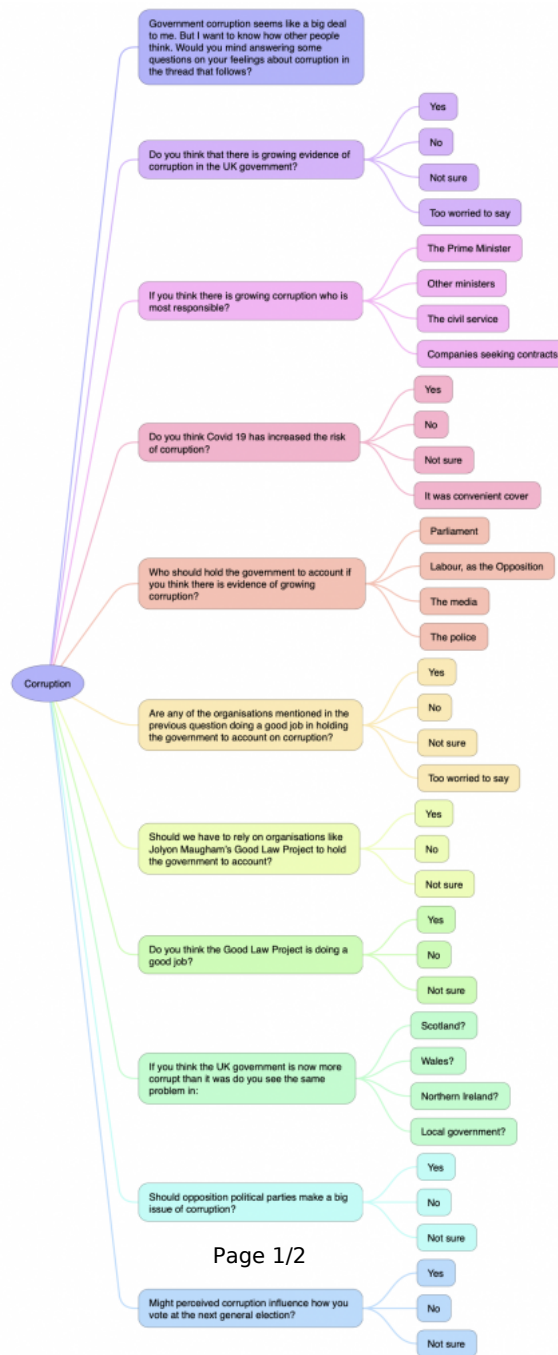 Government corruption seems like a big deal
to me. But I want to know how other people
think. Would you mind answering some
questions on your feelings about corruption in
the thread that follows?
Do you think that there is growing evidence of
corruption in the UK government?
Yes
No
Not sure
Too worried to say
If you think there is growing corruption who is
most responsible?
The Prime Minister
Other ministers
The civil service
Companies seeking contracts
Do you think Covid 19 has increased the risk
of corruption?
Yes
No
Not sure
It was convenient cover
Who should hold the government to account if
you think there is evidence of growing
corruption?
Parliament
Labour, as the Opposition
The media
The police
Corruption
Are any of the organisations mentioned in the
previous question doing a good job in holding
the government to account on corruption?
Yes
No
Not sure
Too worried to say
Should we have to rely on organisations like
Jolyon Maugham's Good Law Project to hold
the government to account?
Yes
No
Not sure
Do you think the Good Law Project is doing a
good job?
Yes
No
Not sure
If you think the UK government is now more
corrupt than it was do you see the same
problem in:
Scotland?
Wales?
Northern Ireland?
Local government?
Should opposition political parties make a big
issue of corruption?
Yes
No
Not sure
Page 1/2
Might perceived corruption influence how you
vote at the next general election?
Yes
No
Not sure